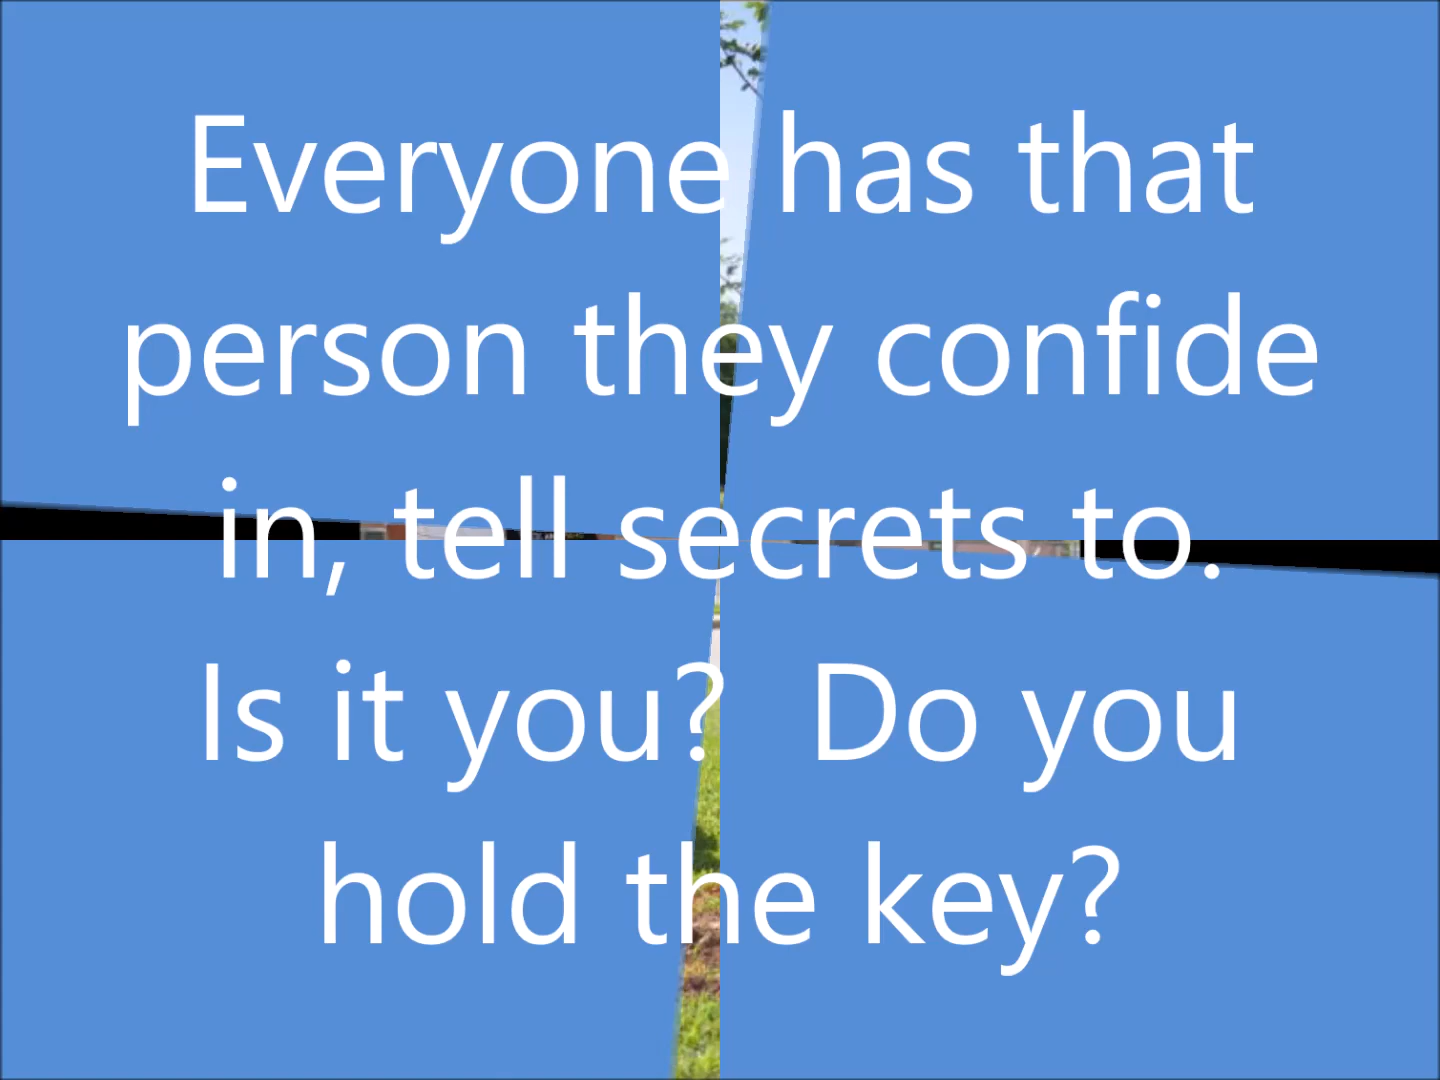 Everyone has that
person they confide
in, tell secrets to.
Is it you?  Do you
hold the key?